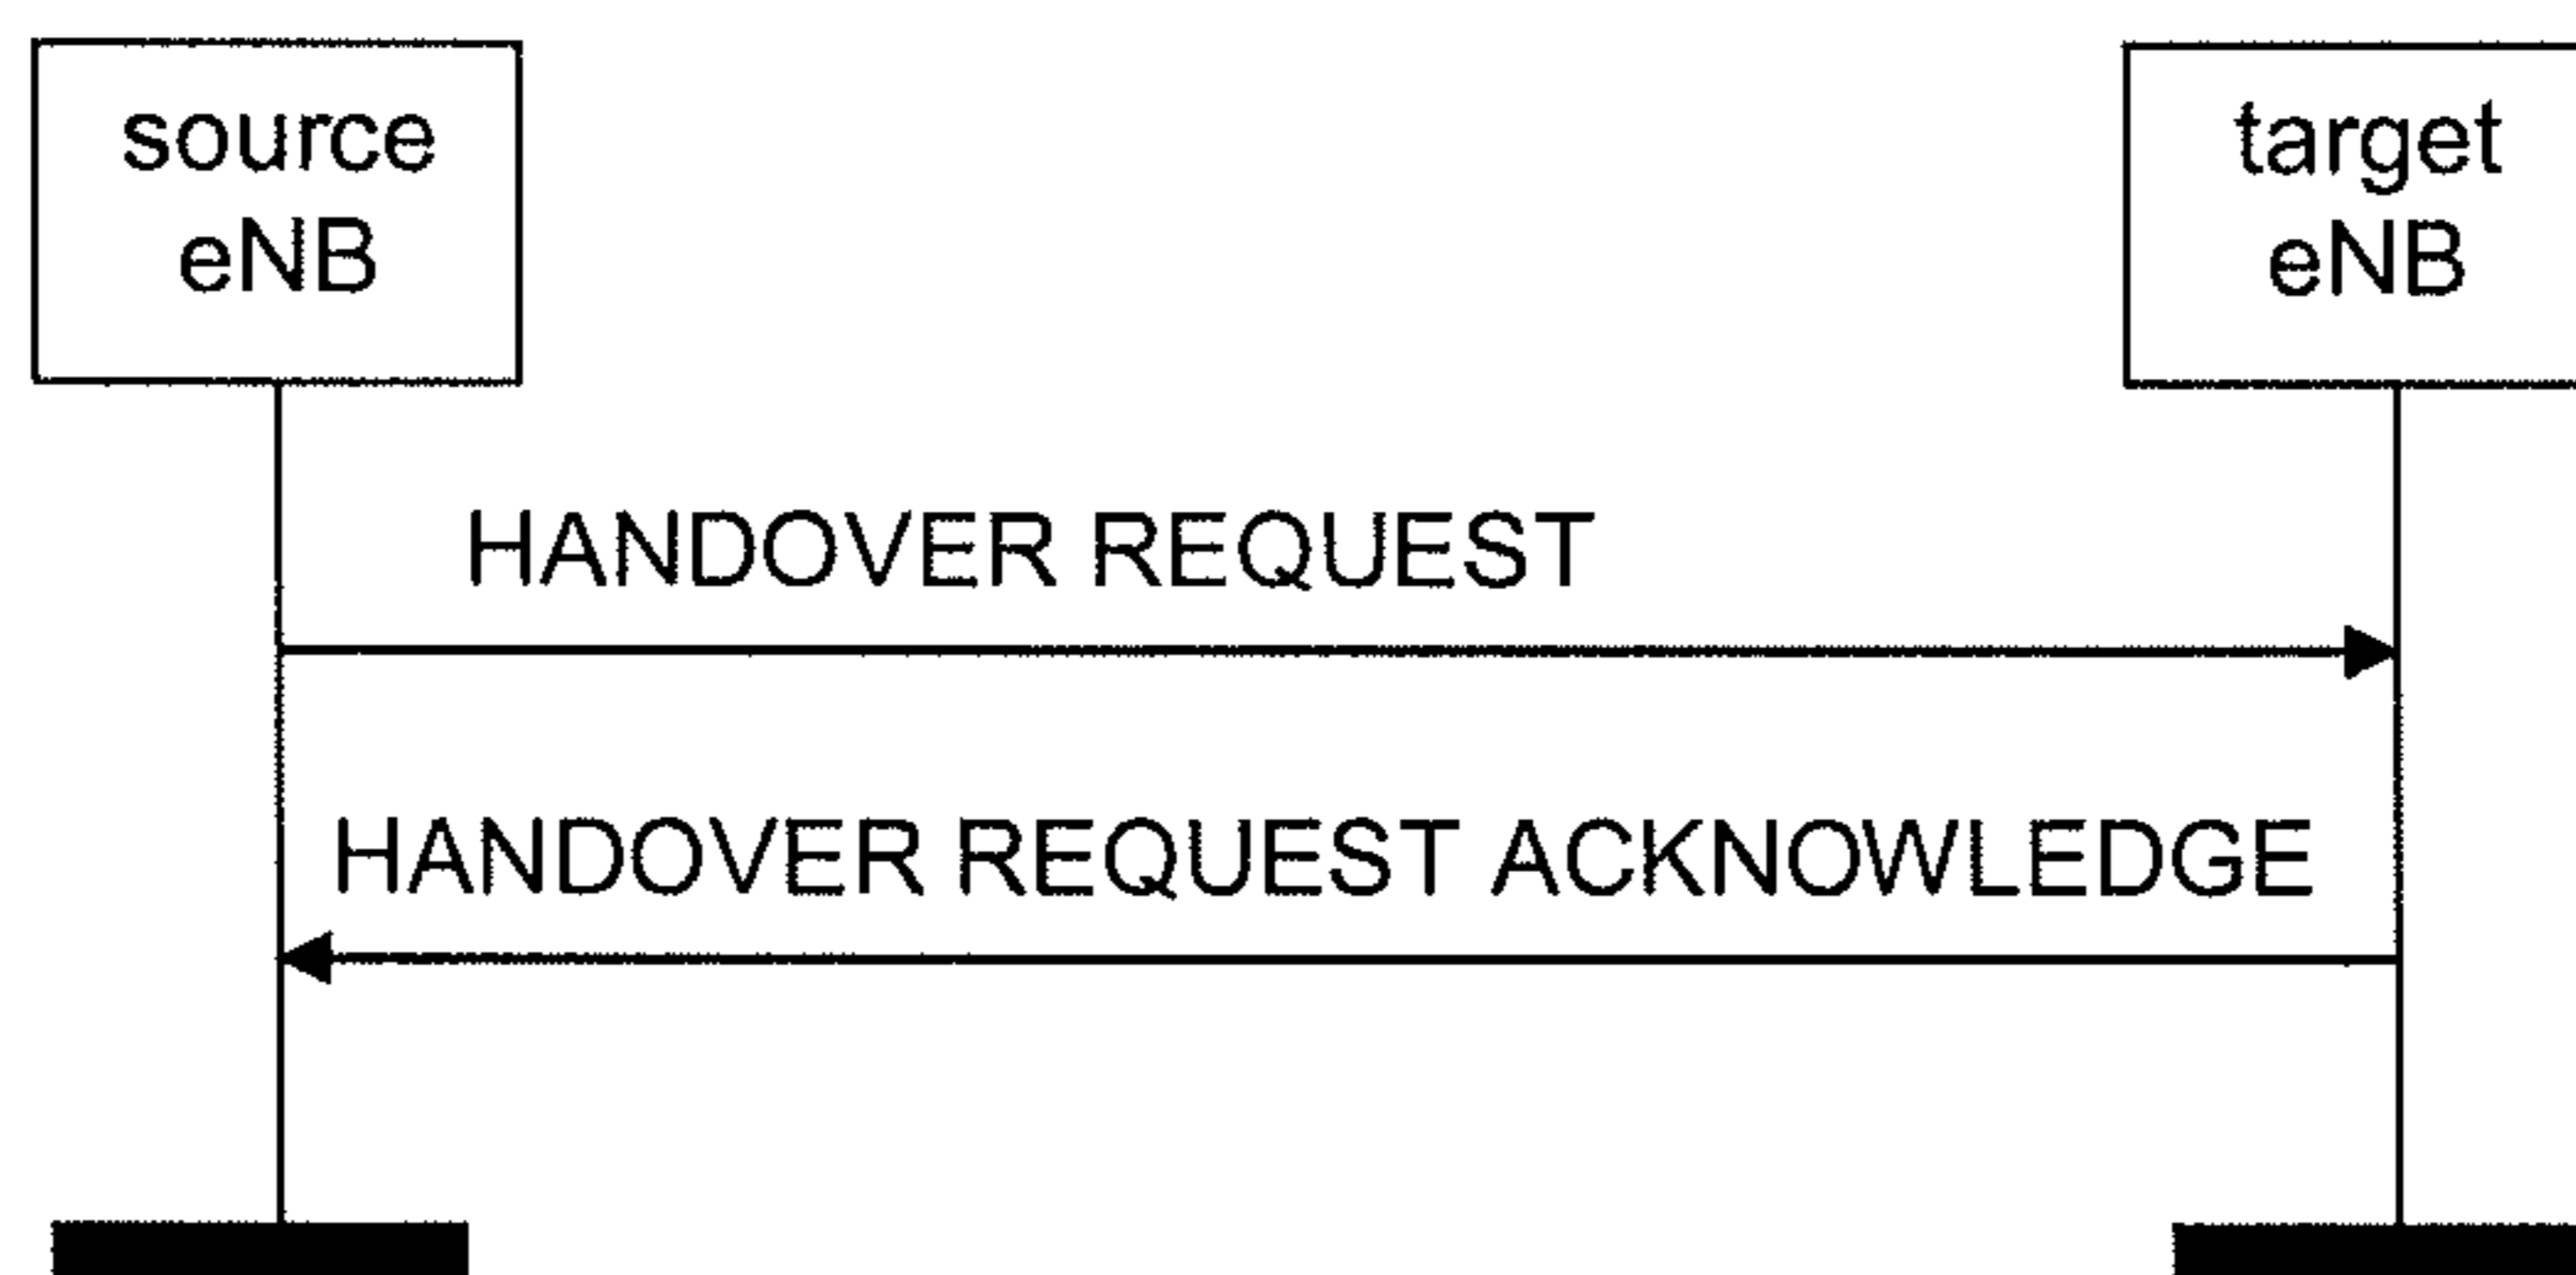 source
eNB
target
eNB
HANDOVER REQUEST
HANDOVER REQUEST ACKNOWLEDGE